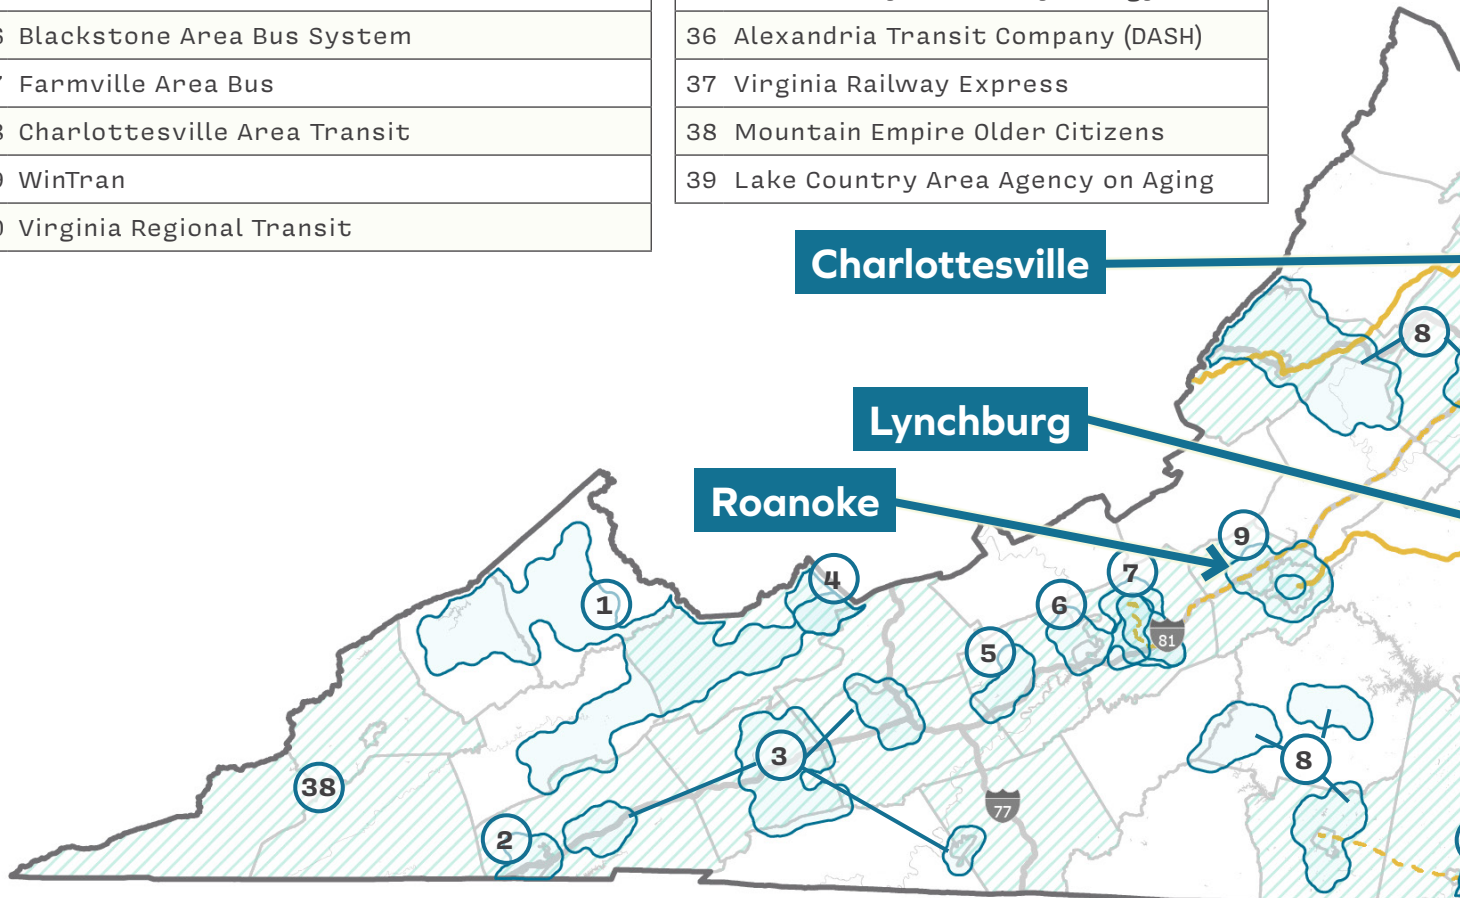 Blackstone Area Bus System
Farmville Area Bus
Charlottesville Area Transit
WinTran
Virginia Regional Transit
36 Alexandria Transit Company (DASH)
37 Virginia Railway Express
38 Mountain Empire Older Citizens
39 Lake Country Area Agency on Aging
Charlottesville
8
Lynchburg
Roanoke
9
7
4
6
1
81
5
3
8
38
77
2